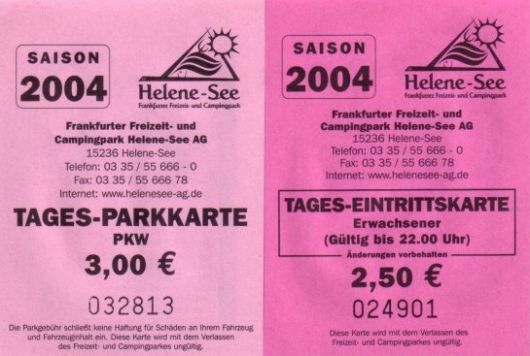 SAISON
2004
Helene-See
Frankfurter Freizeit- und Campingpark
Frankfurter Freizeit- und
Campingpark Helene-See AG
15236 Helene-See
Telefon: 03 35 / 55 666 - 0
Fax: 03 35 / 55 666 78
Internet: www.helenesee-ag.de
TAGES-PARKKARTE
PKW
3,00 €
032813
Die Parkgebühr schließt keine Haftung für Schäden an Ihrem Fahrzeug
und Fahrzeuginhalt ein. Diese Karte wird mit dem Verlassen
des Freizeit- und Campingparkes ungültig.
SAISON
2004
Helene-See
Frankfurter Freizeit- und Campingpark
Frankfurter Freizeit- und
Campingpark Helene-See AG
15236 Helene-See
Telefon: 03 35 / 55 666 - 0
Fax: 03 35 / 55 666 78
Internet: www.helenesee-ag.de
TAGES-EINTRITTSKARTE
Erwachsener
(Gültig bis 22.00 Uhr)
Änderungen vorbehalten
2,50 €
024901
Diese Karte wird mit dem Verlassen des
Freizeit- und Campingparkes ungültig.